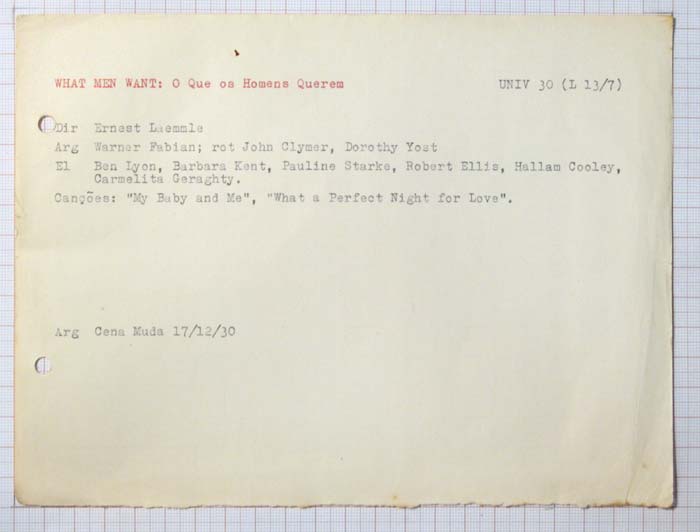 WHAT MEN WANT: O Que os Homens Querem UNIV 30 (L 13/7)
Dir Ernest Laemmle
Arg Warner Fabian; rot John Clymer, Dorothy Yost
El Ben Lyon, Barbara Kent, Pauline Starke, Robert Ellis, Hallam Cooley,
Carmelita Geraghty.
Canções: "My Baby and Me", "What a Perfect Night for Love".
Arg Cena Muda 17/12/30